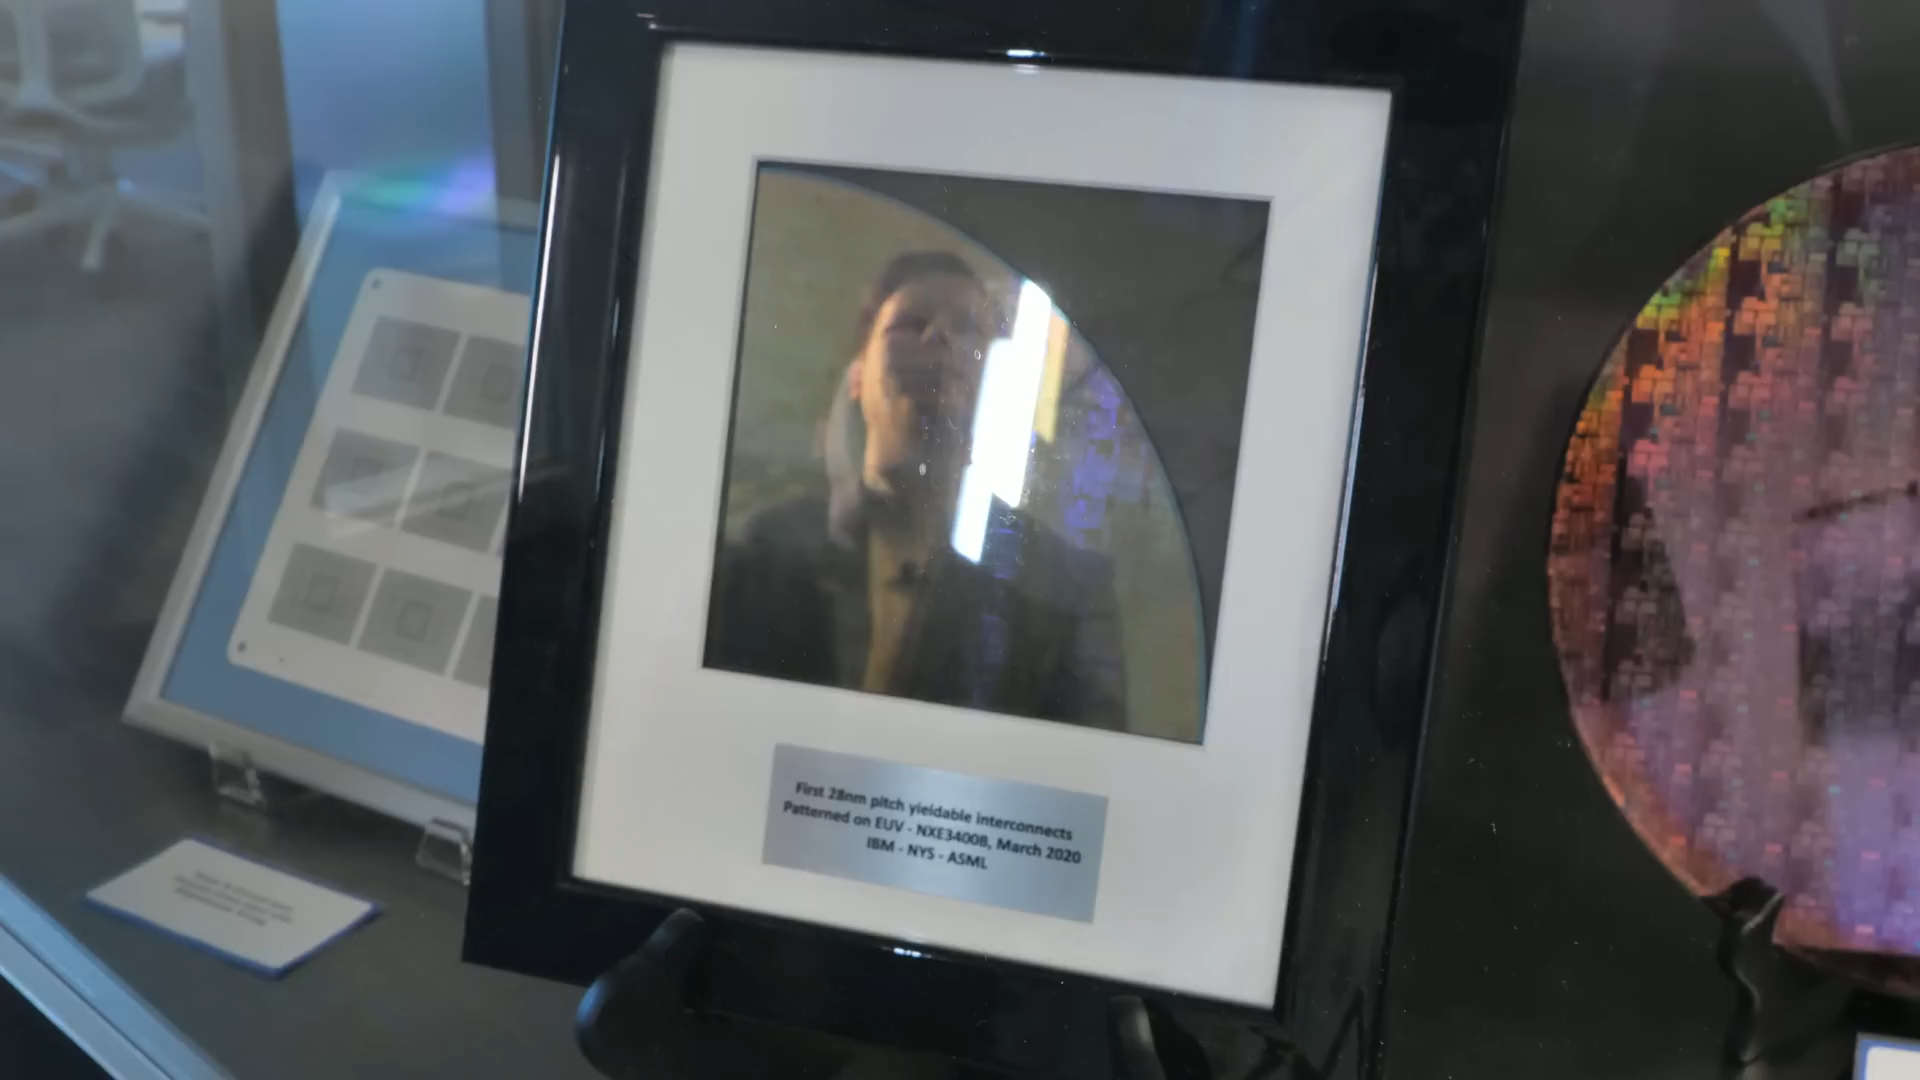 First 28nm pitch yieldable interconnects
Patterned on EUV - NXE3400B, March 2020
IBM - NYS - ASML